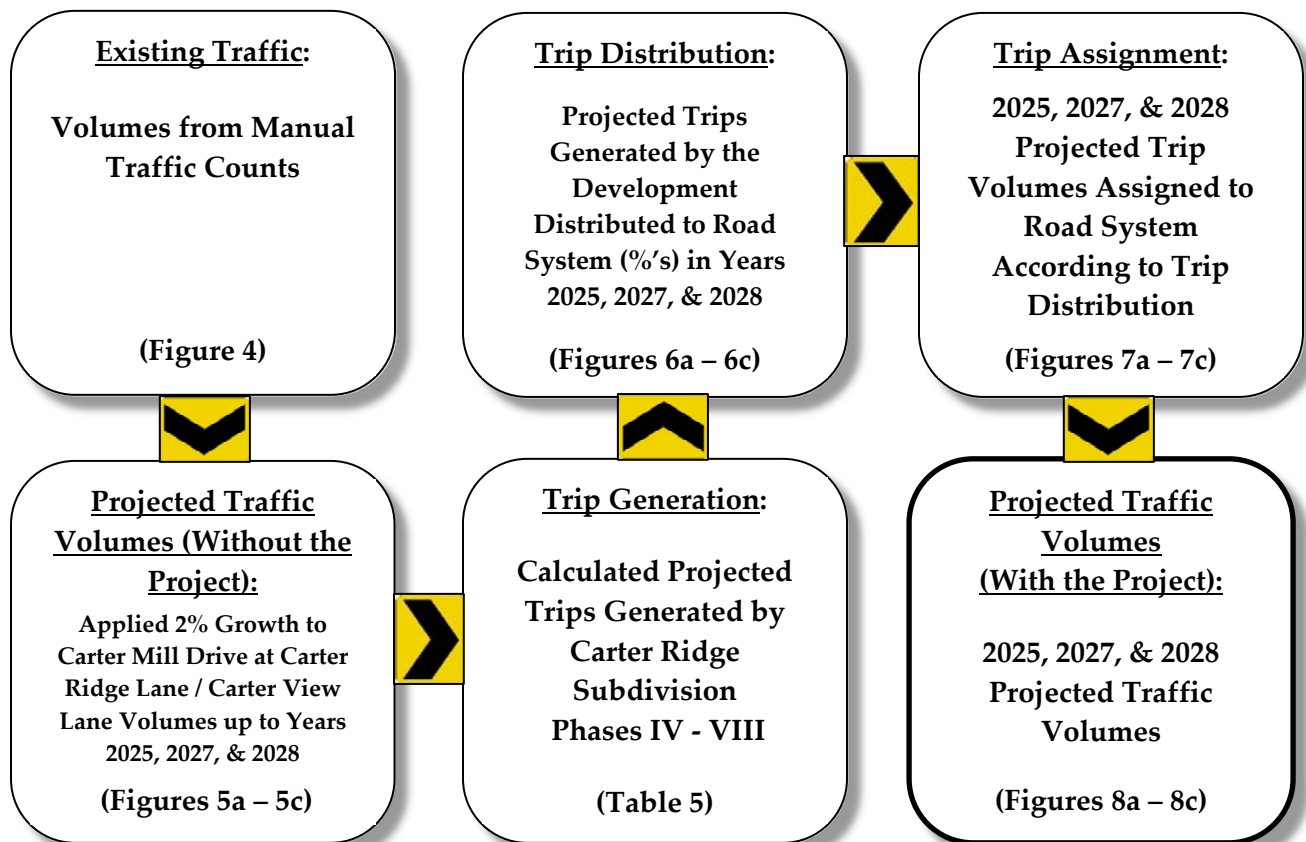 Existing Traffic:
Volumes from Manual
Traffic Counts
(Figure 4)
Projected Traffic
Volumes (Without the
Project):
Applied 2% Growth to
Carter Mill Drive at Carter
Ridge Lane / Carter View
Lane Volumes up to Years
2025, 2027, & 2028
(Figures 5a – 5c)
Trip Generation:
Calculated Projected
Trips Generated by
Carter Ridge
Subdivision
Phases IV - VIII
(Table 5)
Trip Distribution:
Projected Trips
Generated by the
Development
Distributed to Road
System (%’s) in Years
2025, 2027, & 2028
(Figures 6a – 6c)
Trip Assignment:
2025, 2027, & 2028
Projected Trip
Volumes Assigned to
Road System
According to Trip
Distribution
(Figures 7a – 7c)
Projected Traffic
Volumes
(With the Project):
2025, 2027, & 2028
Projected Traffic
Volumes
(Figures 8a – 8c)